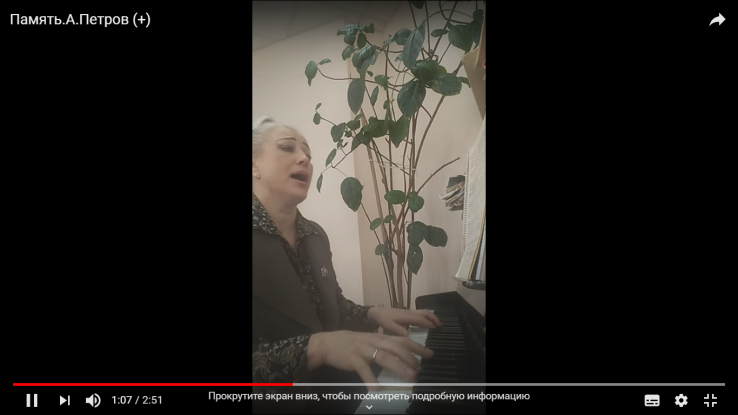 Память.А.Петров (+)
1:07 / 2:51
Прокрутите экран вниз, чтобы посмотреть подробную информацию